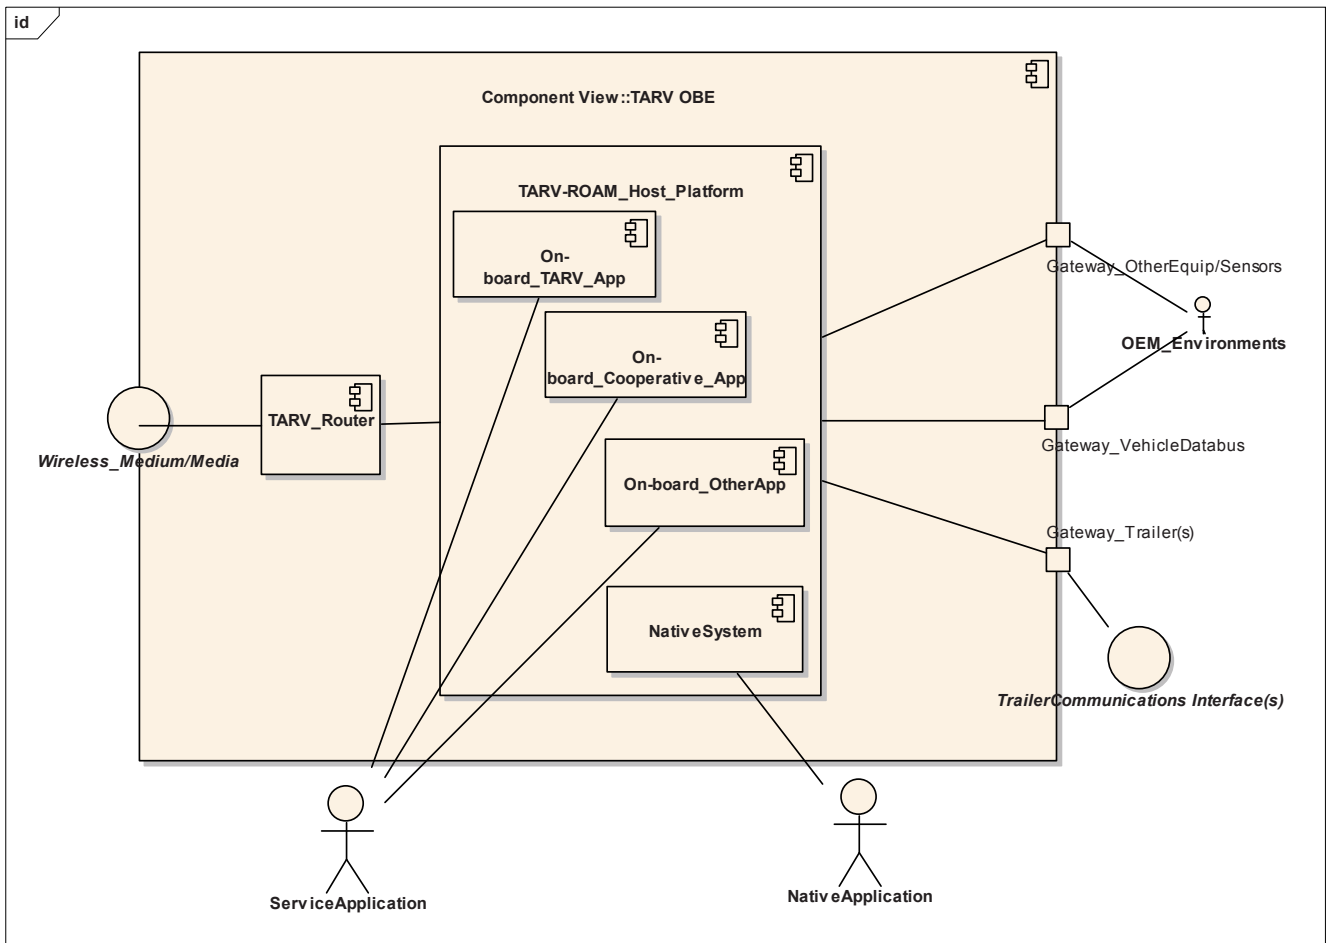 id
Component View::TARV OBE
TARV-ROAM_Host_Platform
On-
board_TARV_App
On-
board_Cooperative_App
TARV_Router
Wireless_Medium/Media
On-board_OtherApp
NativeSystem
Gateway_OtherEquip/Sensors
OEM_Environments
Gateway_VehicleDatabus
Gateway_Trailer(s)
TrailerCommunications Interface(s)
ServiceApplication
NativeApplication